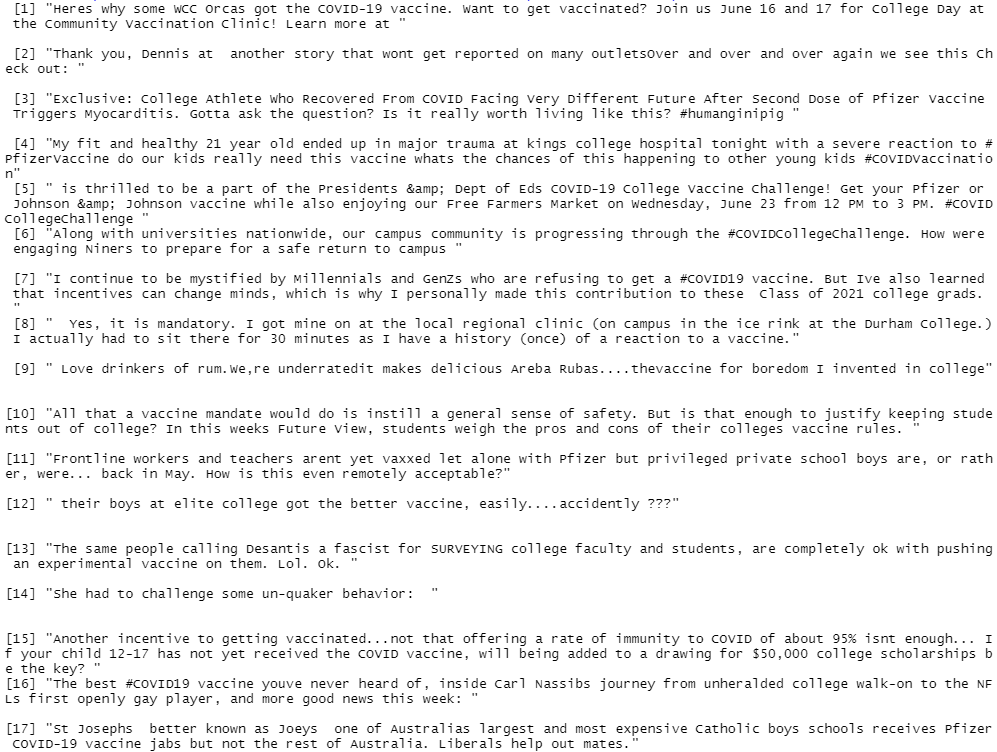 [1] "Heres why some WCC Orcas got the COVID-19 vaccine. Want to get vaccinated? Join us June 16 and 17 for College Day at
the Community Vaccination Clinic! Learn more at "
[2] "Thank you, Dennis at  another story that wont get reported on many outletsOver and over and over again we see this Ch
eck out: "
[3] "Exclusive: College Athlete Who Recovered From COVID Facing Very Different Future After Second Dose of Pfizer Vaccine
Triggers Myocarditis. Gotta ask the question? Is it really worth living like this? #humanginipig "
[4] "My fit and healthy 21 year old ended up in major trauma at kings college hospital tonight with a severe reaction to #
PfizerVaccine do our kids really need this vaccine whats the chances of this happening to other young kids #COVIDVaccinatio
n"
[5] " is thrilled to be a part of the Presidents &amp; Dept of Eds COVID-19 College Vaccine Challenge! Get your Pfizer or
Johnson &amp; Johnson vaccine while also enjoying our Free Farmers Market on Wednesday, June 23 from 12 PM to 3 PM. #COVID
CollegeChallenge "
[6] "Along with universities nationwide, our campus community is progressing through the #COVIDCollegeChallenge. How were
engaging Niners to prepare for a safe return to campus "
[7] "I continue to be mystified by Millennials and GenZs who are refusing to get a #COVID19 vaccine. But Ive also learned
that incentives can change minds, which is why I personally made this contribution to these  Class of 2021 college grads.
"
[8] "  Yes, it is mandatory. I got mine on at the local regional clinic (on campus in the ice rink at the Durham College.)
I actually had to sit there for 30 minutes as I have a history (once) of a reaction to a vaccine."
[9] " Love drinkers of rum.We,re underratedit makes delicious Areba Rubas....thevaccine for boredom I invented in college"
[10] "All that a vaccine mandate would do is instill a general sense of safety. But is that enough to justify keeping stude
nts out of college? In this weeks Future View, students weigh the pros and cons of their colleges vaccine rules. "
[11] "Frontline workers and teachers arent yet vaxxed let alone with Pfizer but privileged private school boys are, or rath
er, were... back in May. How is this even remotely acceptable?"
[12] " their boys at elite college got the better vaccine, easily....accidently ???"
[13] "The same people calling Desantis a fascist for SURVEYING college faculty and students, are completely ok with pushing
an experimental vaccine on them. Lol. Ok. "
[14] "She had to challenge some un-quaker behavior:  "
[15] "Another incentive to getting vaccinated...not that offering a rate of immunity to COVID of about 95% isnt enough... I
f your child 12-17 has not yet received the COVID vaccine, will being added to a drawing for $50,000 college scholarships b
e the key? "
[16] "The best #COVID19 vaccine youve never heard of, inside Carl Nassibs journey from unheralded college walk-on to the NF
Ls first openly gay player, and more good news this week: "
[17] "St Josephs  better known as Joeys  one of Australias largest and most expensive Catholic boys schools receives Pfizer
COVID-19 vaccine jabs but not the rest of Australia. Liberals help out mates."